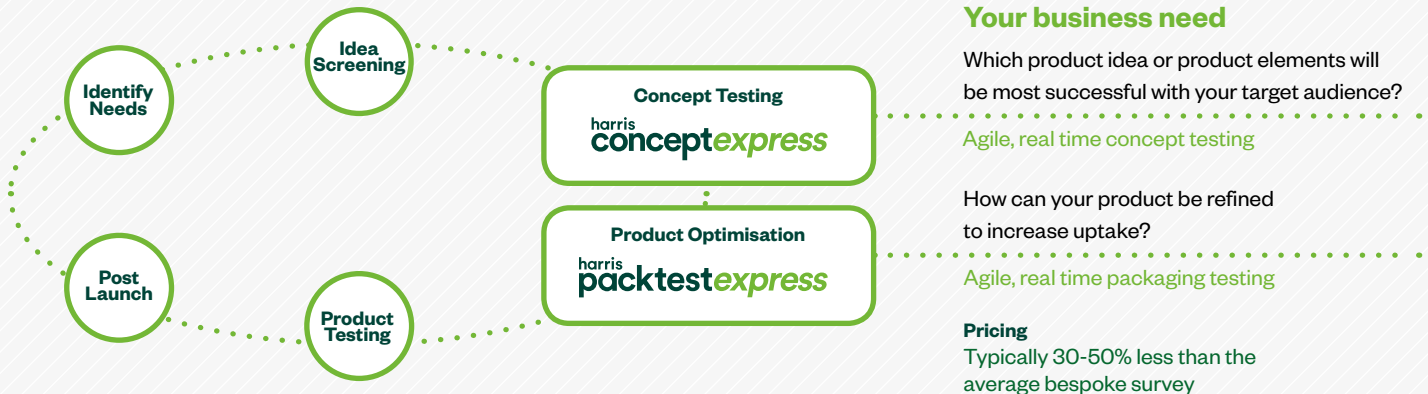 Identify
Needs
Idea
Screening
Concept Testing
harris
conceptexpress
Product Optimisation
harris
packtestexpress
Product
Testing
Post
Launch
Your business need
Which product idea or product elements will
be most successful with your target audience?
Agile, real time concept testing
How can your product be refined
to increase uptake?
Agile, real time packaging testing
Pricing
Typically 30-50% less than the
average bespoke survey